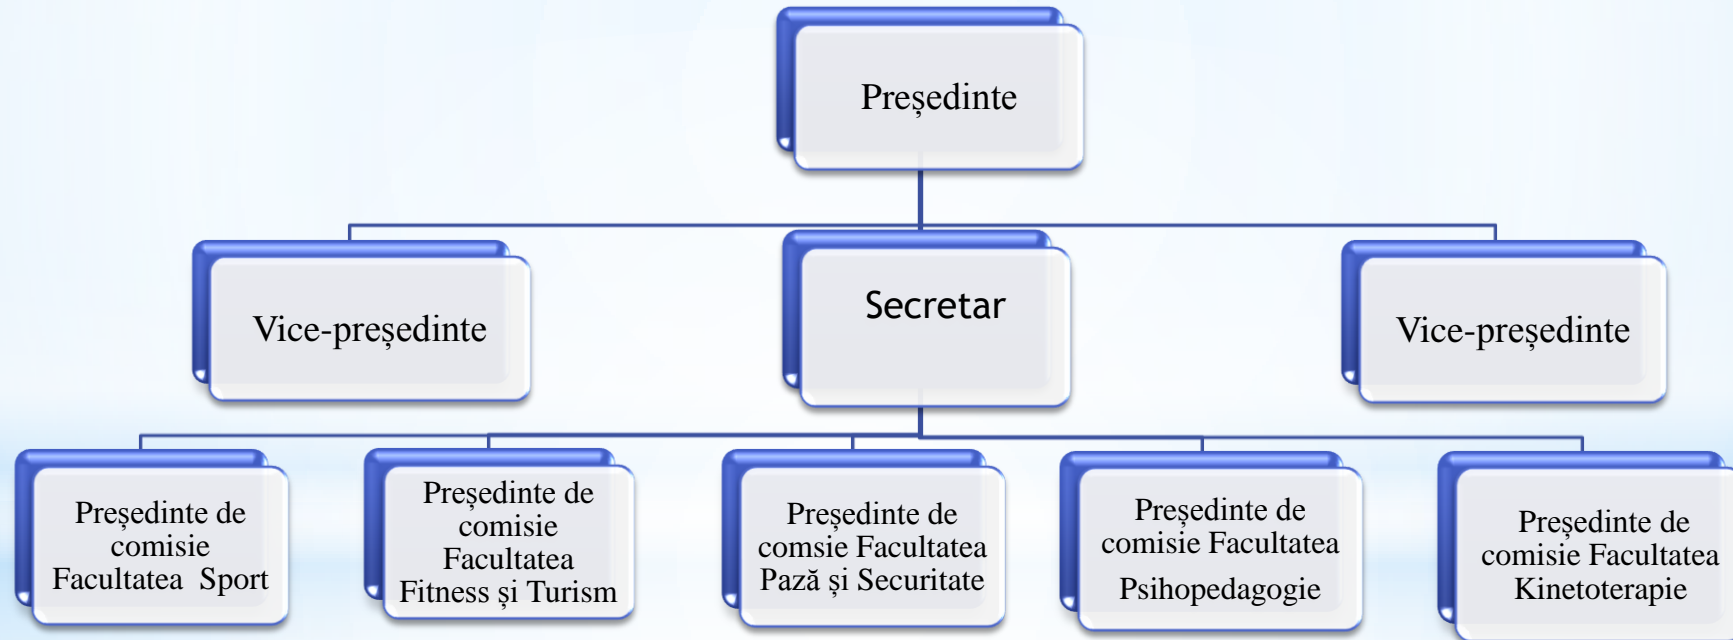 Președinte
Vice-președinte
Secretar
Vice-președinte
Președinte de
comisie
Facultatea Sport
Președinte de
comisie
Facultatea
Fitness și Turism
Președinte de
comsie Facultatea
Pază și Securitate
Președinte de
comisie Facultatea
Psihopedagogie
Președinte de
comisie Facultatea
Kinetoterapie